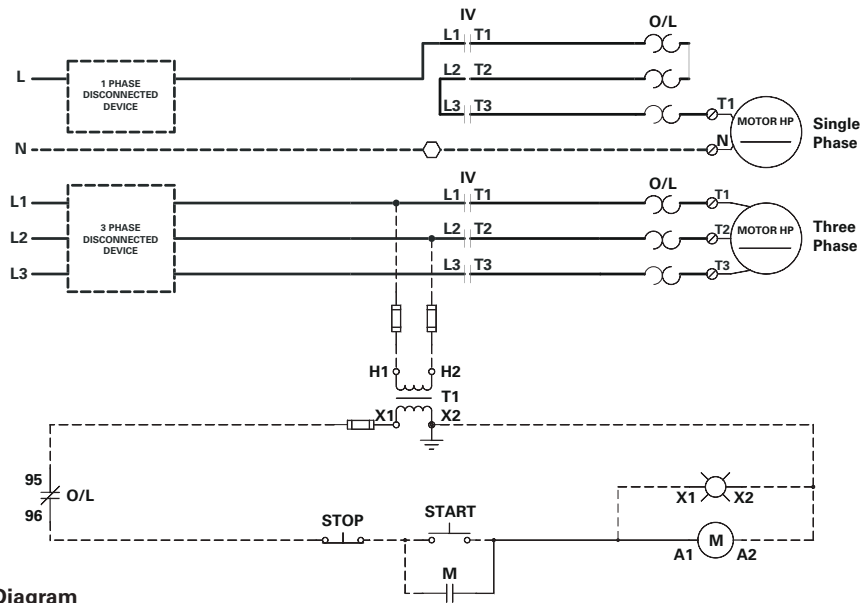 IV
O/L
L1 T1
L
1 PHASE
DISCONNECTED
DEVICE
L2 T2
L3 T3
T1
MOTOR HP
Single
Phase
N
N
IV
O/L
L1
L1 T1
T1
3 PHASE
DISCONNECTED
DEVICE
L2
L2 T2
T2
MOTOR HP
Three
Phase
L3
L3 T3
T3
H1 H2
T1
X1 X2
95
O/L
96
X1 X2
STOP
START
M
A1 A2
M
Diagram